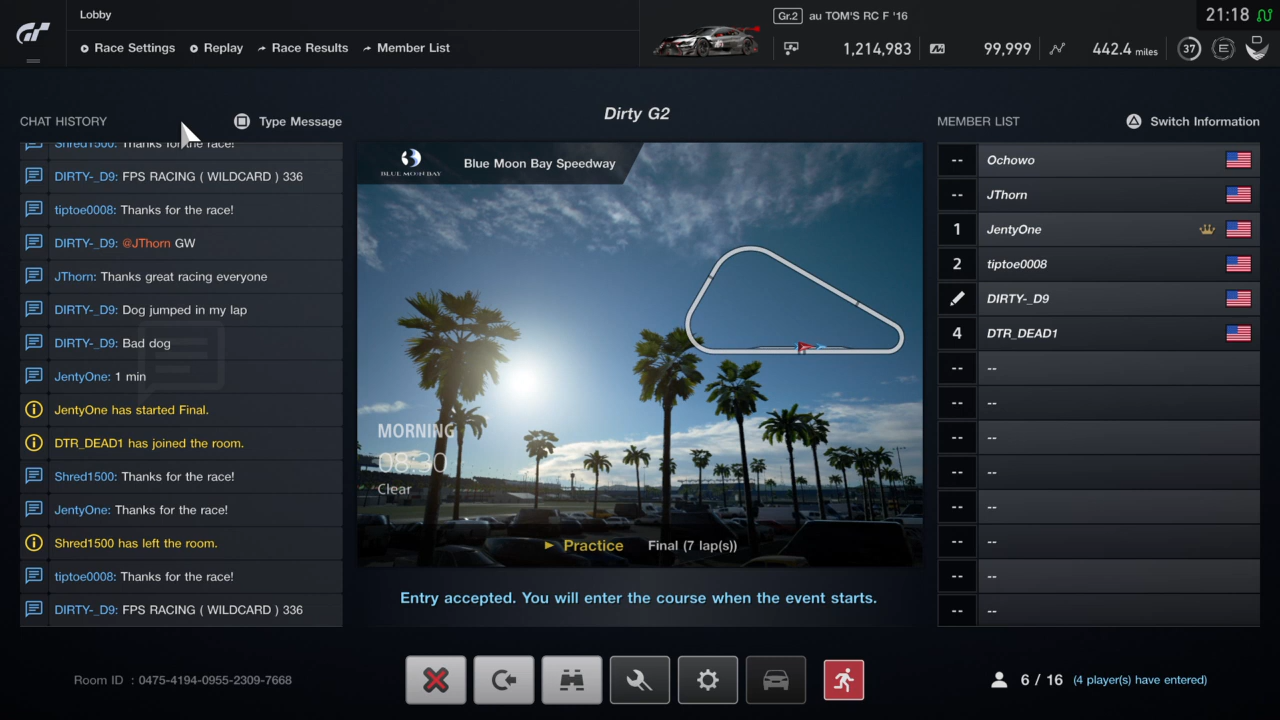 Lobby
Race Settings Replay Race Results Member List
Gr.2 au TOM'S RC F '16
1,214,983 99,999 442.4 miles 37 E D
21:18
CHAT HISTORY
Type Message
Shred1500: Thanks for the race!
DIRTY-_D9: FPS RACING ( WILDCARD ) 336
tiptoe0008: Thanks for the race!
DIRTY-_D9: @JThorn GW
JThorn: Thanks great racing everyone
DIRTY-_D9: Dog jumped in my lap
DIRTY-_D9: Bad dog
JentyOne: 1 min
JentyOne has started Final.
DTR_DEAD1 has joined the room.
Shred1500: Thanks for the race!
JentyOne: Thanks for the race!
Shred1500 has left the room.
tiptoe0008: Thanks for the race!
DIRTY-_D9: FPS RACING ( WILDCARD ) 336
Dirty G2
BLUE MOON BAY
Blue Moon Bay Speedway
MORNING
08:30
Clear
Practice Final (7 lap(s))
Entry accepted. You will enter the course when the event starts.
MEMBER LIST
Switch Information
-- Ochowo
-- JThorn
1 JentyOne
2 tiptoe0008
DIRTY-_D9
4 DTR_DEAD1
-- --
-- --
-- --
-- --
-- --
-- --
-- --
-- --
Room ID : 0475-4194-0955-2309-7668
6 / 16 (4 player(s) have entered)